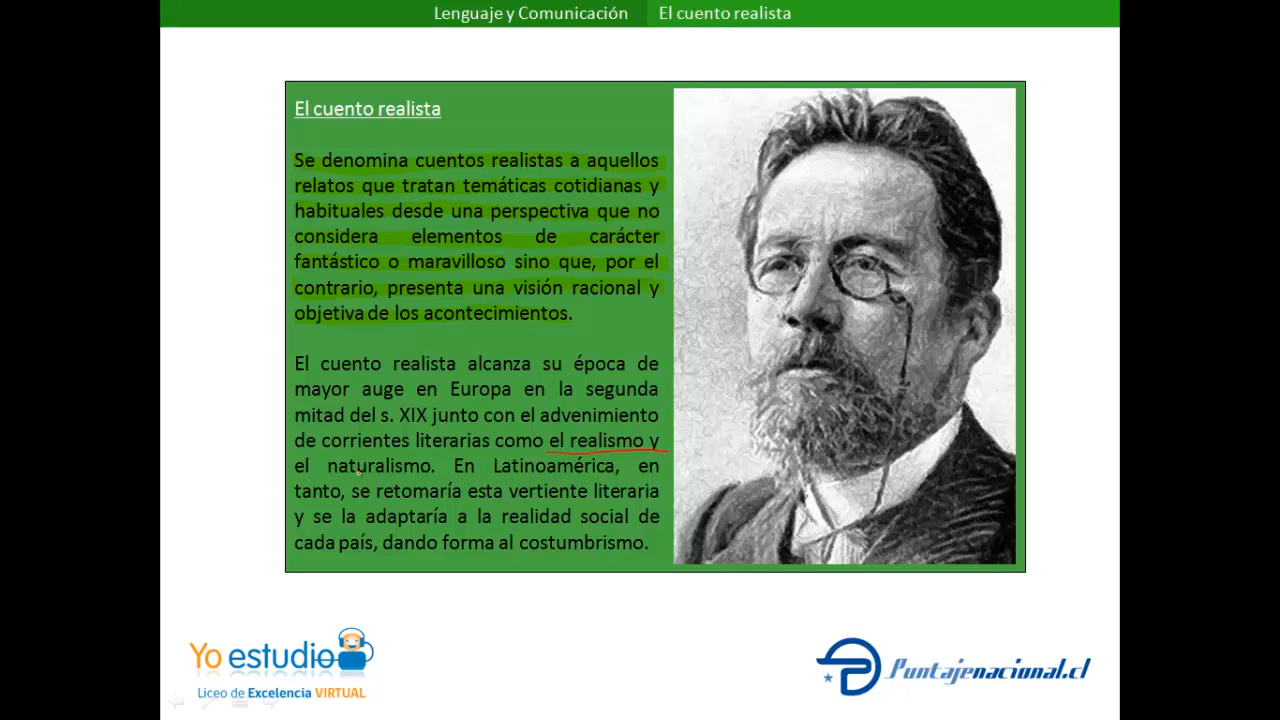 Lenguaje y Comunicación El cuento realista
El cuento realista
Se denomina cuentos realistas a aquellos
relatos que tratan temáticas cotidianas y
habituales desde una perspectiva que no
considera elementos de carácter
fantástico o maravilloso sino que, por el
contrario, presenta una visión racional y
objetiva de los acontecimientos.
El cuento realista alcanza su época de
mayor auge en Europa en la segunda
mitad del s. XIX junto con el advenimiento
de corrientes literarias como el realismo y
el naturalismo. En Latinoamérica, en
tanto, se retomaría esta vertiente literaria
y se la adaptaría a la realidad social de
cada país, dando forma al costumbrismo.
Yo estudio
Liceo de Excelencia VIRTUAL
Puntajenacional.cl